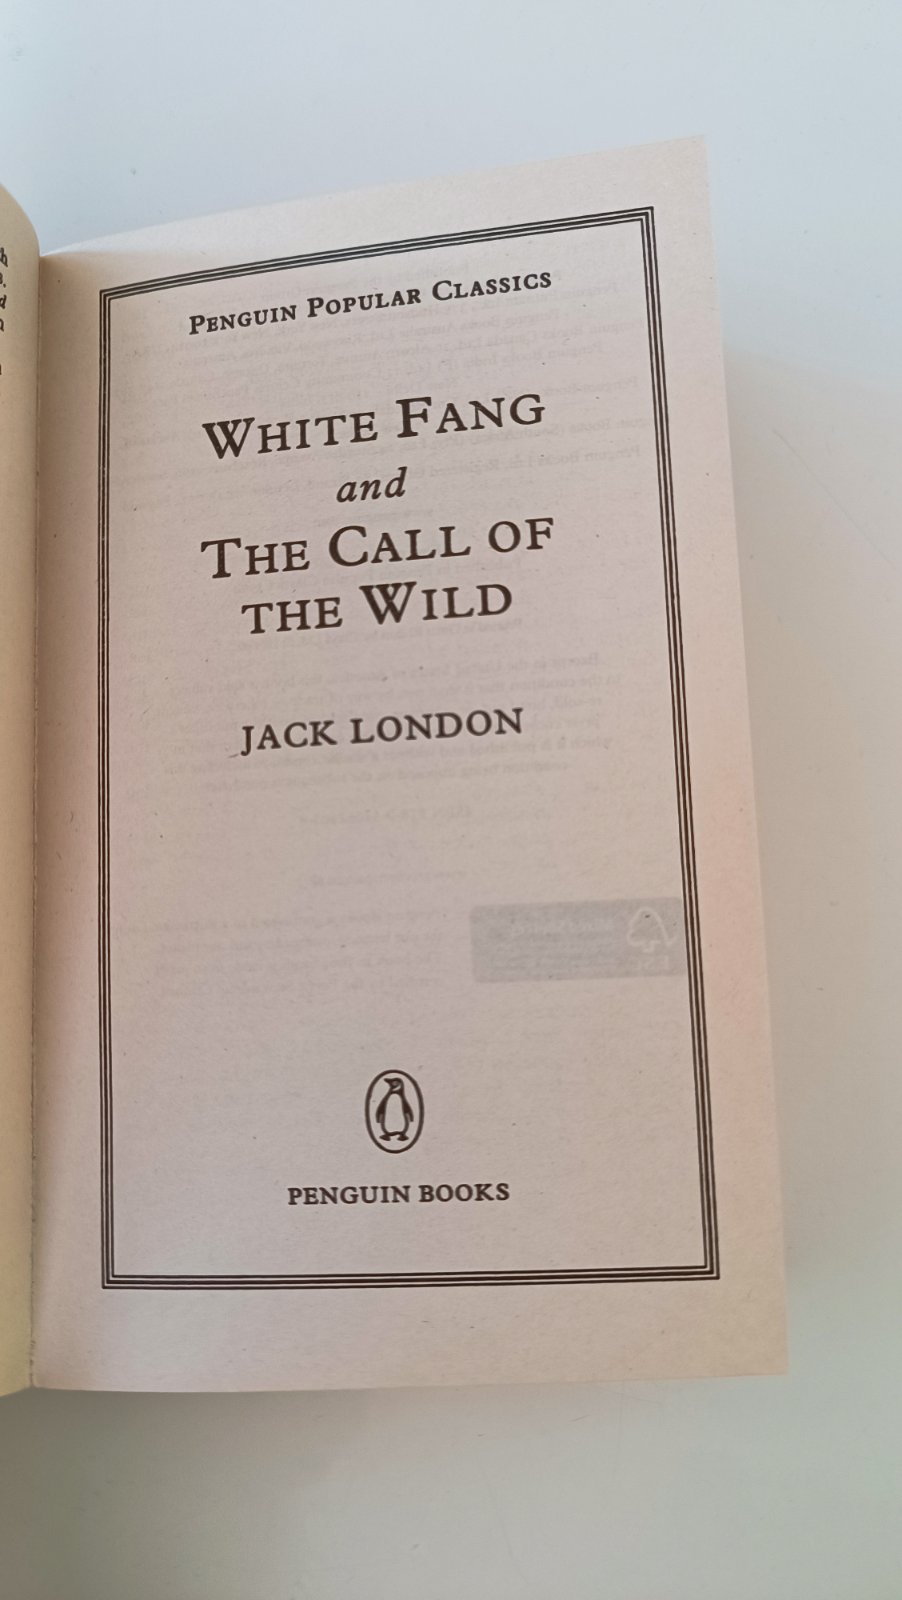 PENGUIN POPULAR CLASSICS
WHITE FANG
and
THE CALL OF
THE WILD
JACK LONDON
PENGUIN BOOKS